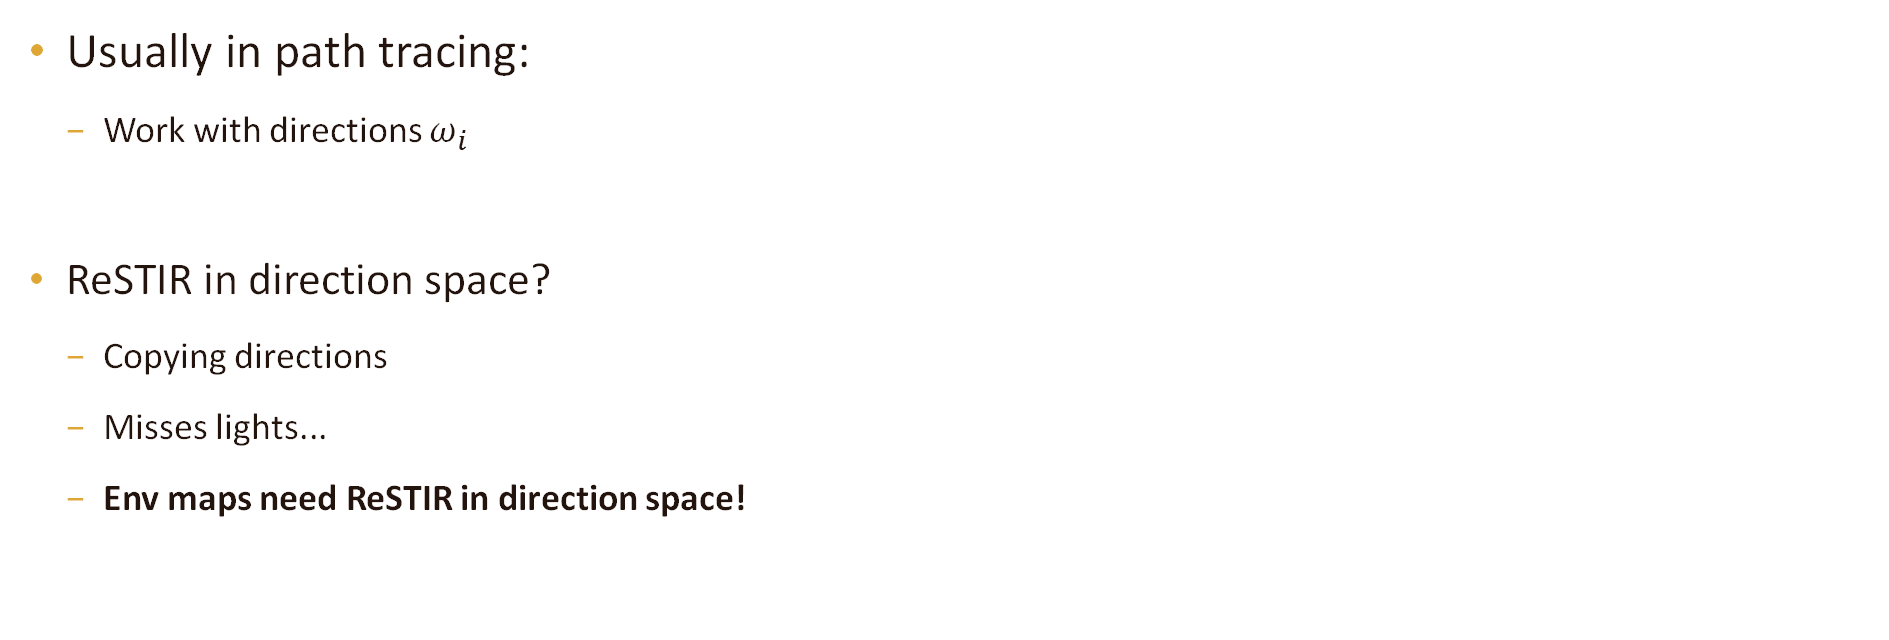 • Usually in path tracing:
– Work with directions ωᵢ
• ReSTIR in direction space?
– Copying directions
– Misses lights...
– Env maps need ReSTIR in direction space!